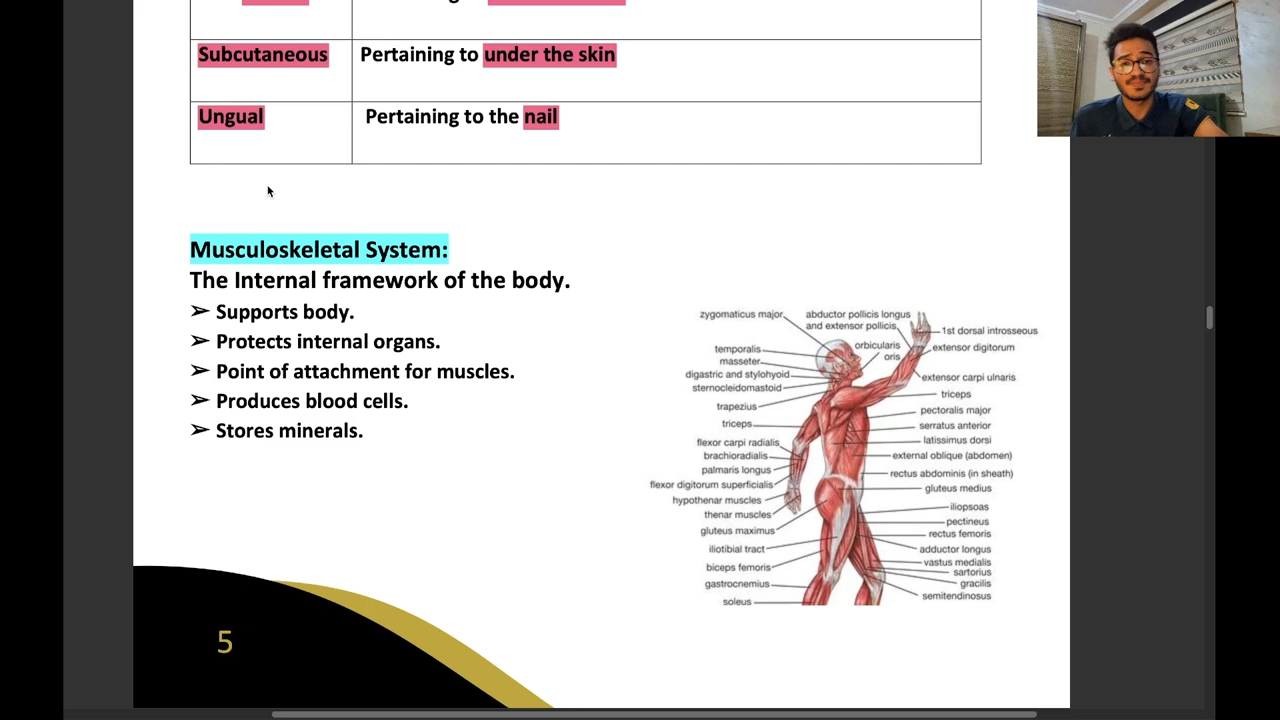 Subcutaneous
Pertaining to under the skin
Ungual
Pertaining to the nail
Musculoskeletal System:
The Internal framework of the body.
➢ Supports body.
➢ Protects internal organs.
➢ Point of attachment for muscles.
➢ Produces blood cells.
➢ Stores minerals.
zygomaticus major
temporalis
masseter
digastric and stylohyoid
sternocleidomastoid
trapezius
triceps
flexor carpi radialis
brachioradialis
palmaris longus
flexor digitorum superficialis
hypothenar muscles
thenar muscles
gluteus maximus
iliotibial tract
biceps femoris
gastrocnemius
soleus
abductor pollicis longus
and extensor pollicis
orbicularis
oris
1st dorsal introsseous
extensor digitorum
extensor carpi ulnaris
triceps
pectoralis major
serratus anterior
latissimus dorsi
external oblique (abdomen)
rectus abdominis (in sheath)
gluteus medius
iliopsoas
pectineus
rectus femoris
adductor longus
vastus medialis
sartorius
gracilis
semitendinosus
5